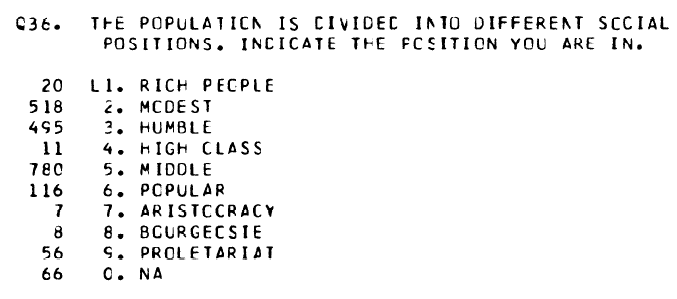 Q36. THE POPULATION IS DIVIDED INTO DIFFERENT SOCIAL
POSITIONS. INDICATE THE POSITION YOU ARE IN.
20 L1. RICH PEOPLE
518 2. MODEST
495 3. HUMBLE
11 4. HIGH CLASS
780 5. MIDDLE
116 6. POPULAR
7 7. ARISTOCRACY
8 8. BOURGEOSIE
56 9. PROLETARIAT
66 0. NA